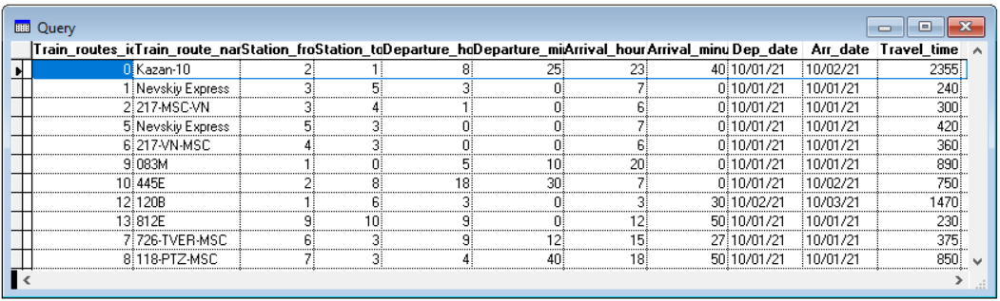 Query
Train_routes_ic Train_route_nar Station_fro Station_to Departure_ho Departure_mi Arrival_hour Arrival_minu Dep_date Arr_date Travel_time
0 Kazan-10 2 1 8 25 23 40 10/01/21 10/02/21 2355
1 Nevskiy Express 3 5 3 0 7 0 10/01/21 10/01/21 240
2 217-MSC-VN 3 4 1 0 6 0 10/01/21 10/01/21 300
5 Nevskiy Express 5 3 0 0 7 0 10/01/21 10/01/21 420
6 217-VN-MSC 4 3 0 0 6 0 10/01/21 10/01/21 360
9 083M 1 0 5 10 20 0 10/01/21 10/01/21 890
10 445E 2 8 18 30 7 0 10/01/21 10/02/21 750
12 120B 1 6 3 0 3 30 10/02/21 10/03/21 1470
13 812E 9 10 9 0 12 50 10/01/21 10/01/21 230
7 726-TVER-MSC 6 3 9 12 15 27 10/01/21 10/01/21 375
8 118-PTZ-MSC 7 3 4 40 18 50 10/01/21 10/01/21 850